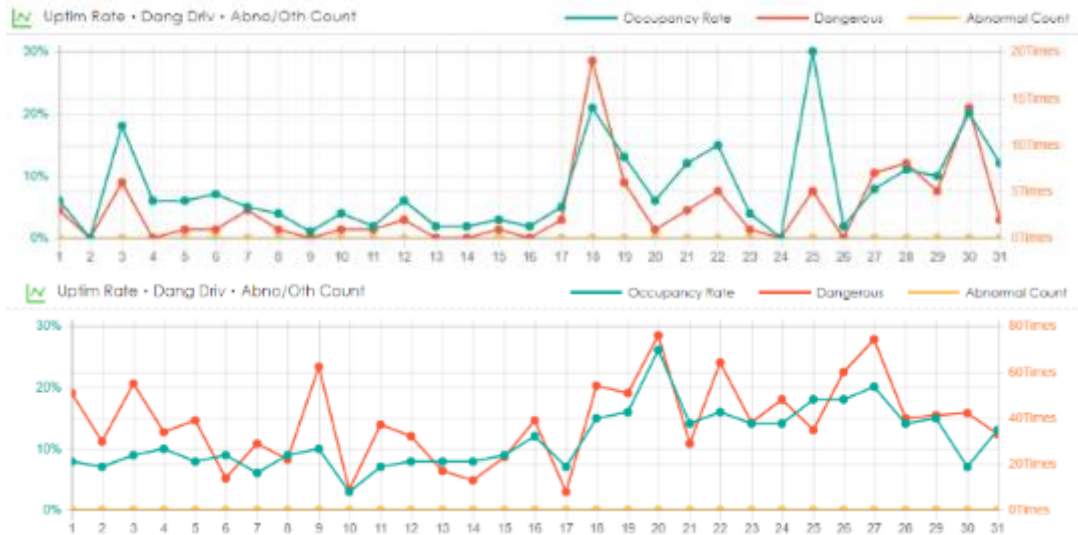 Uptim Rate • Dang Driv • Abno/Oth Count Occupancy Rate Dangerous Abnormal Count
30% 20Times
15Times
20%
10Times
10%
5Times
0% 0Times
1 2 3 4 5 6 7 8 9 10 11 12 13 14 15 16 17 18 19 20 21 22 23 24 25 26 27 28 29 30 31
Uptim Rate • Dang Driv • Abno/Oth Count Occupancy Rate Dangerous Abnormal Count
30% 80Times
60Times
20%
40Times
10%
20Times
0% 0Times
1 2 3 4 5 6 7 8 9 10 11 12 13 14 15 16 17 18 19 20 21 22 23 24 25 26 27 28 29 30 31